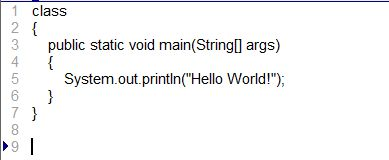 1 class
2 {
3     public static void main(String[] args)
4     {
5         System.out.println("Hello World!");
6     }
7 }
8
9